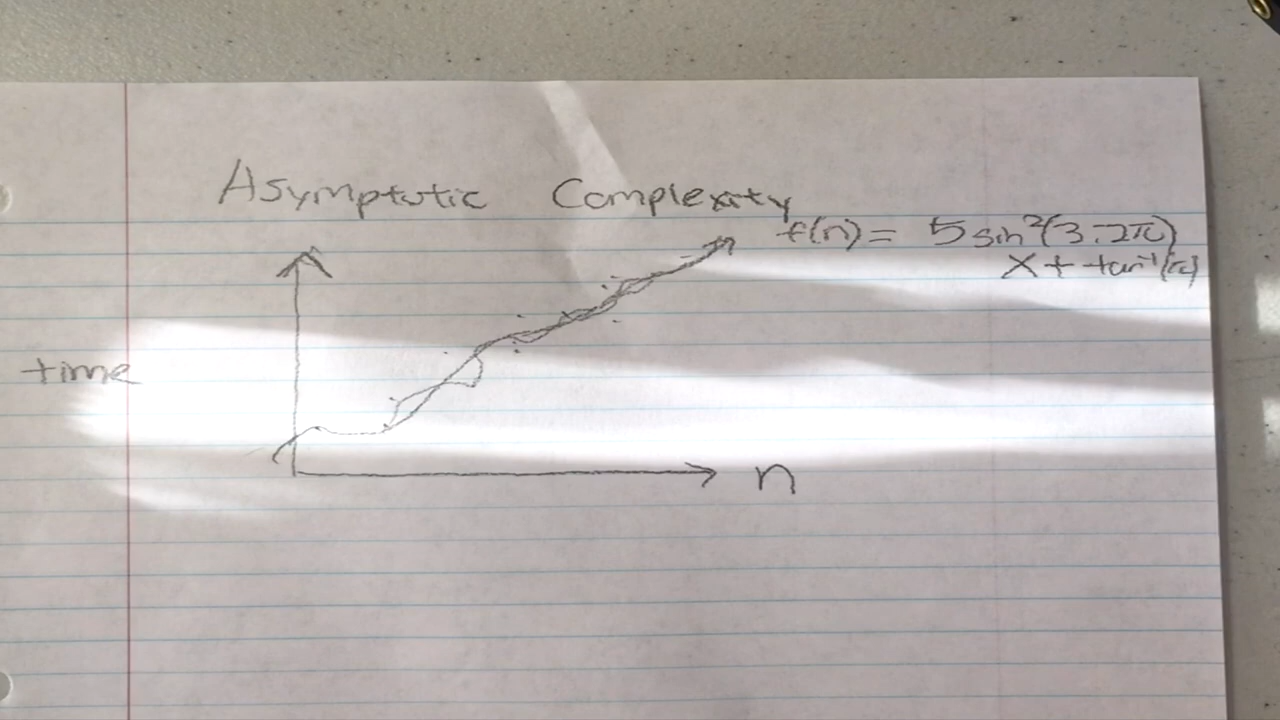 Asymptotic Complexity
f(n) = 5 sin²(3.2π)
x + tan⁻¹(π)
time
n